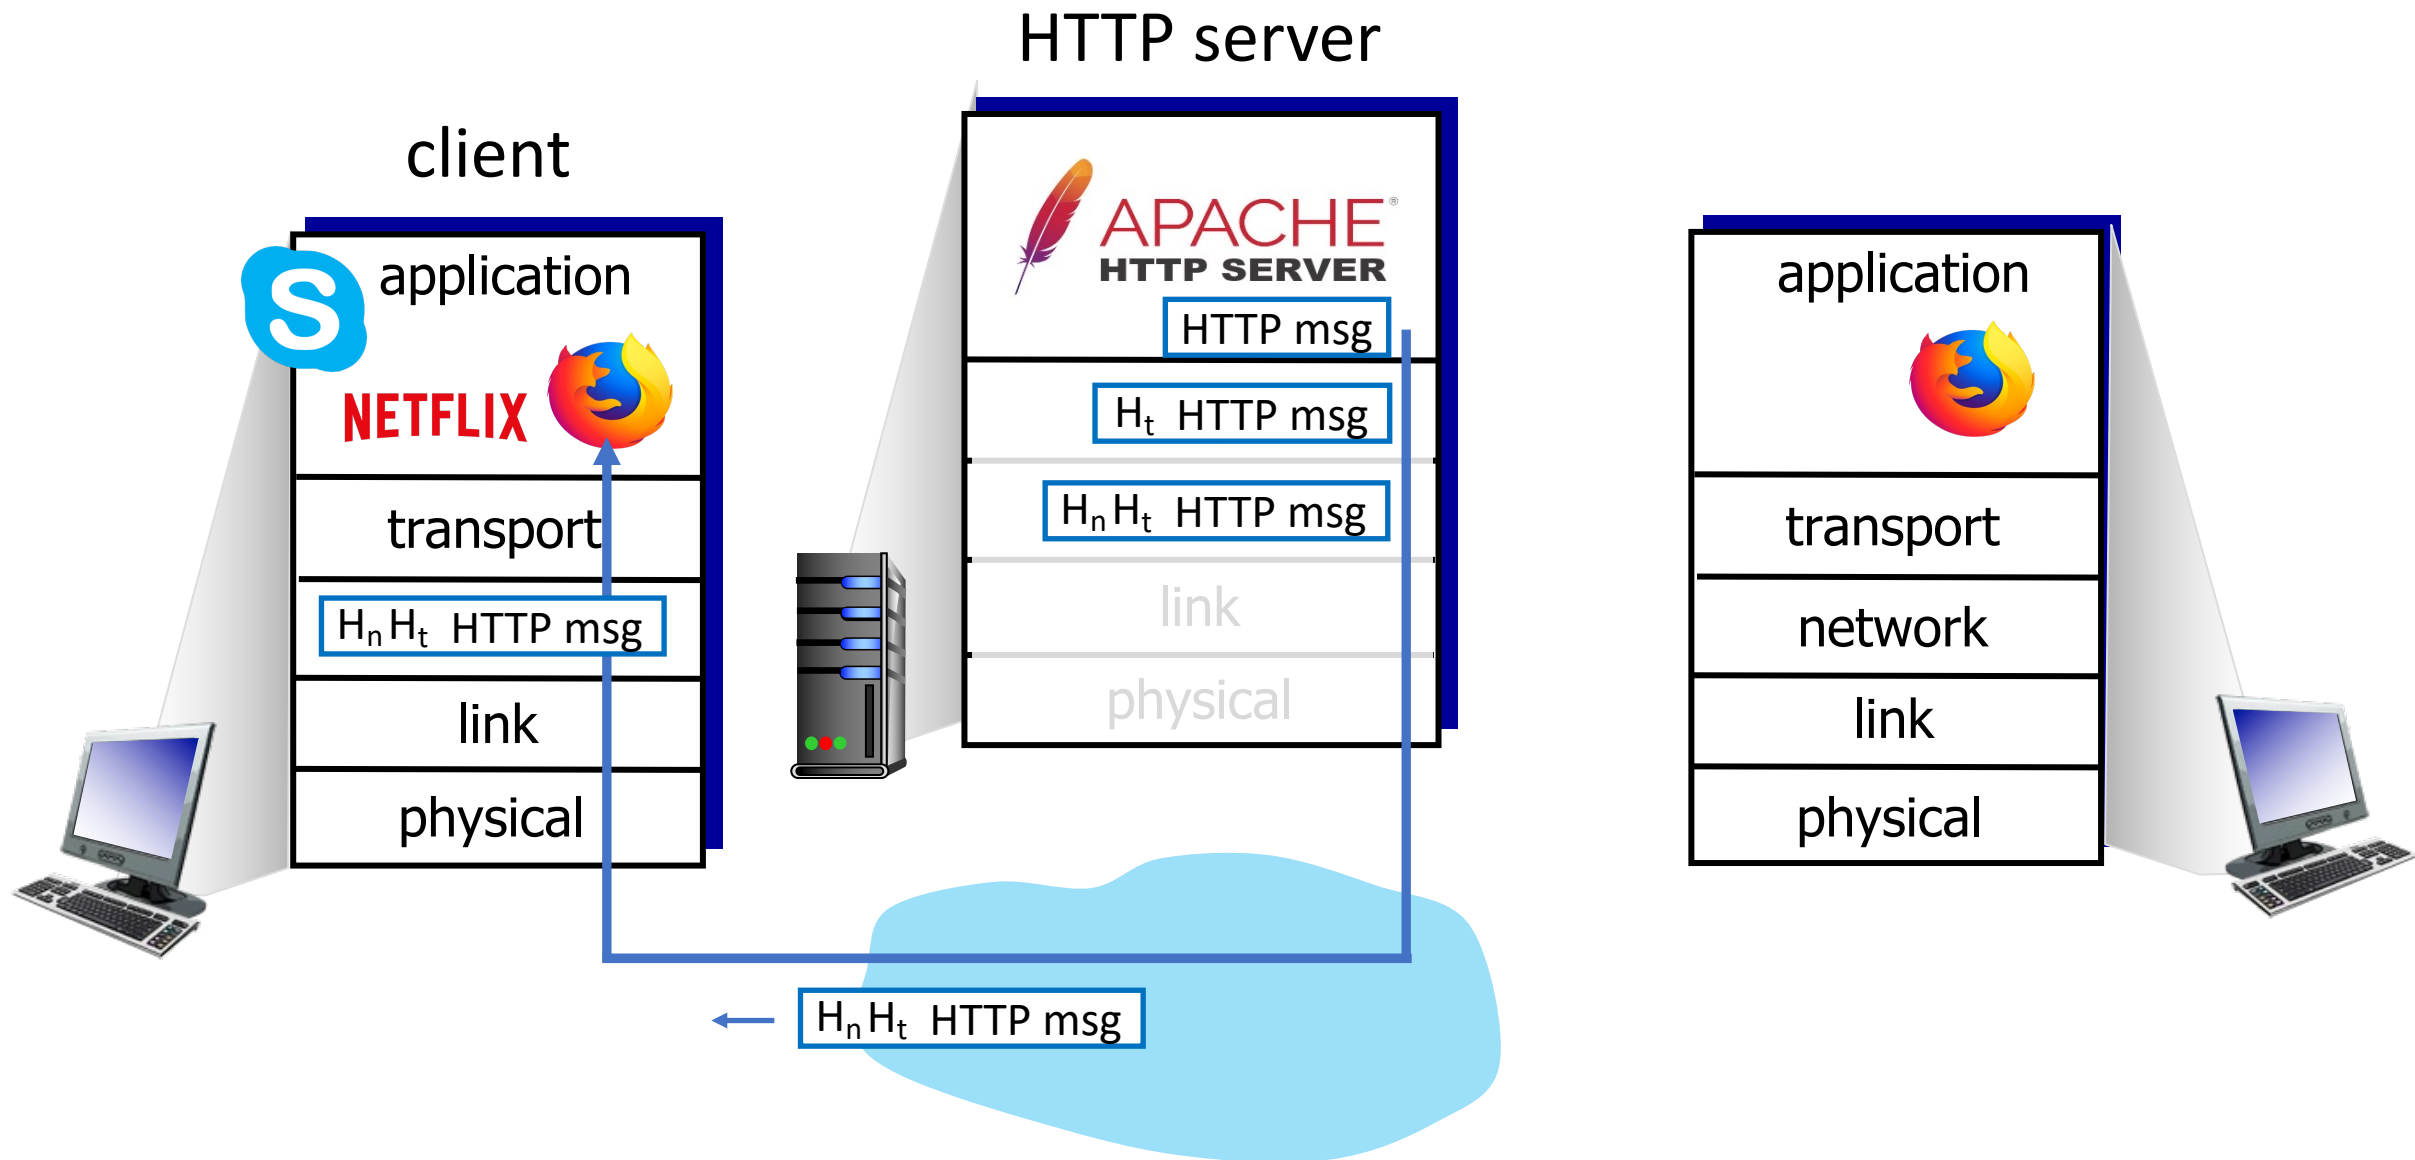 HTTP server
client
application
S
NETFLIX
transport
HnHt HTTP msg
link
physical
APACHE®
HTTP SERVER
HTTP msg
Ht HTTP msg
HnHt HTTP msg
link
physical
HnHt HTTP msg
application
transport
network
link
physical